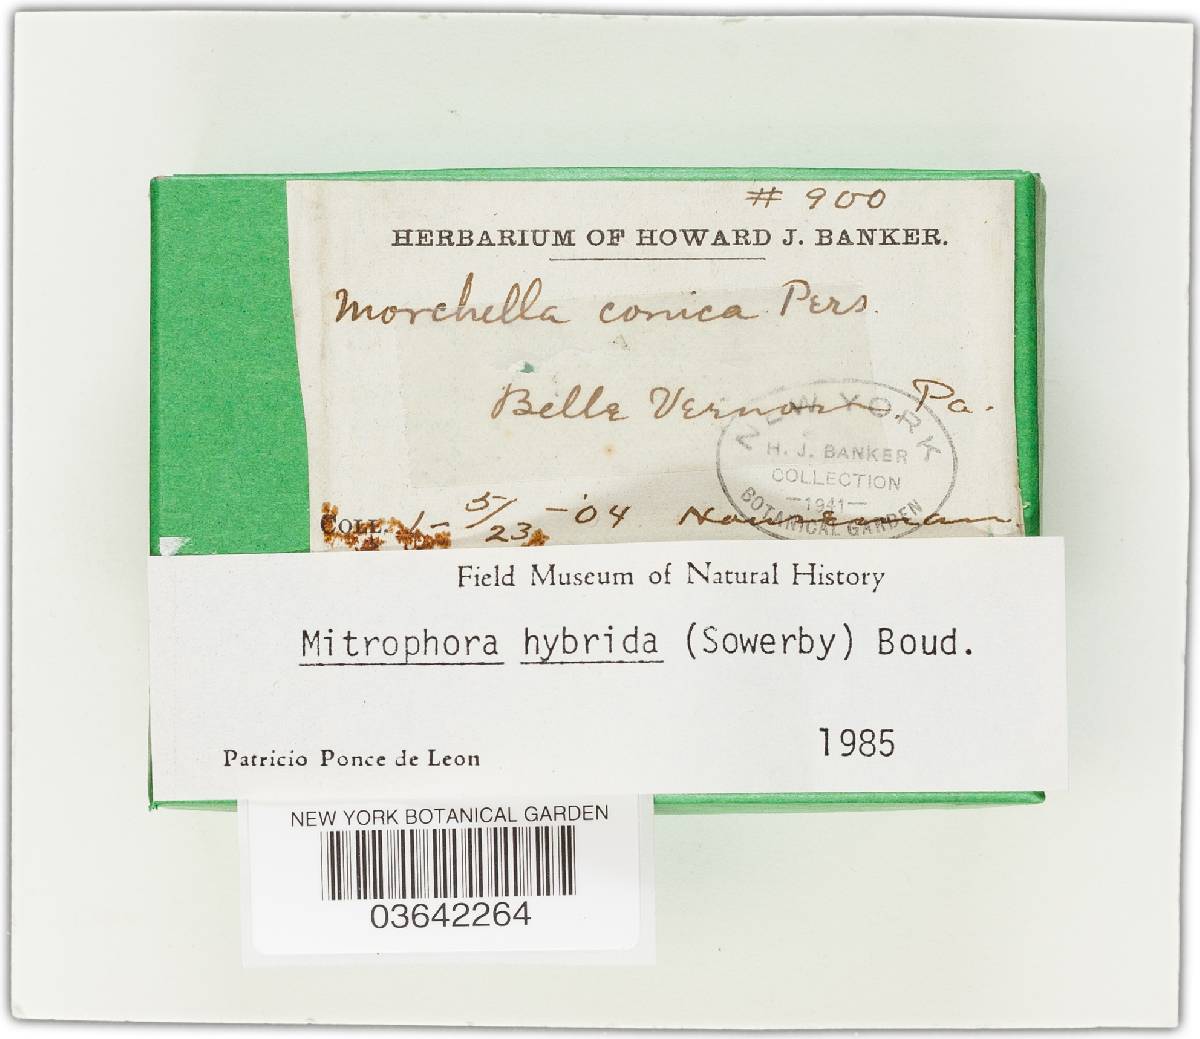 # 900
HERBARIUM OF HOWARD J. BANKER.
Morchella conica Pers.
Belle Vernon Pa.
NEW YORK
H. J. BANKER
COLLECTION
—1941—
BOTANICAL GARDEN
COLL. 1- 5/23 -'04
Field Museum of Natural History
Mitrophora hybrida (Sowerby) Boud.
1985
Patricio Ponce de Leon
NEW YORK BOTANICAL GARDEN
03642264